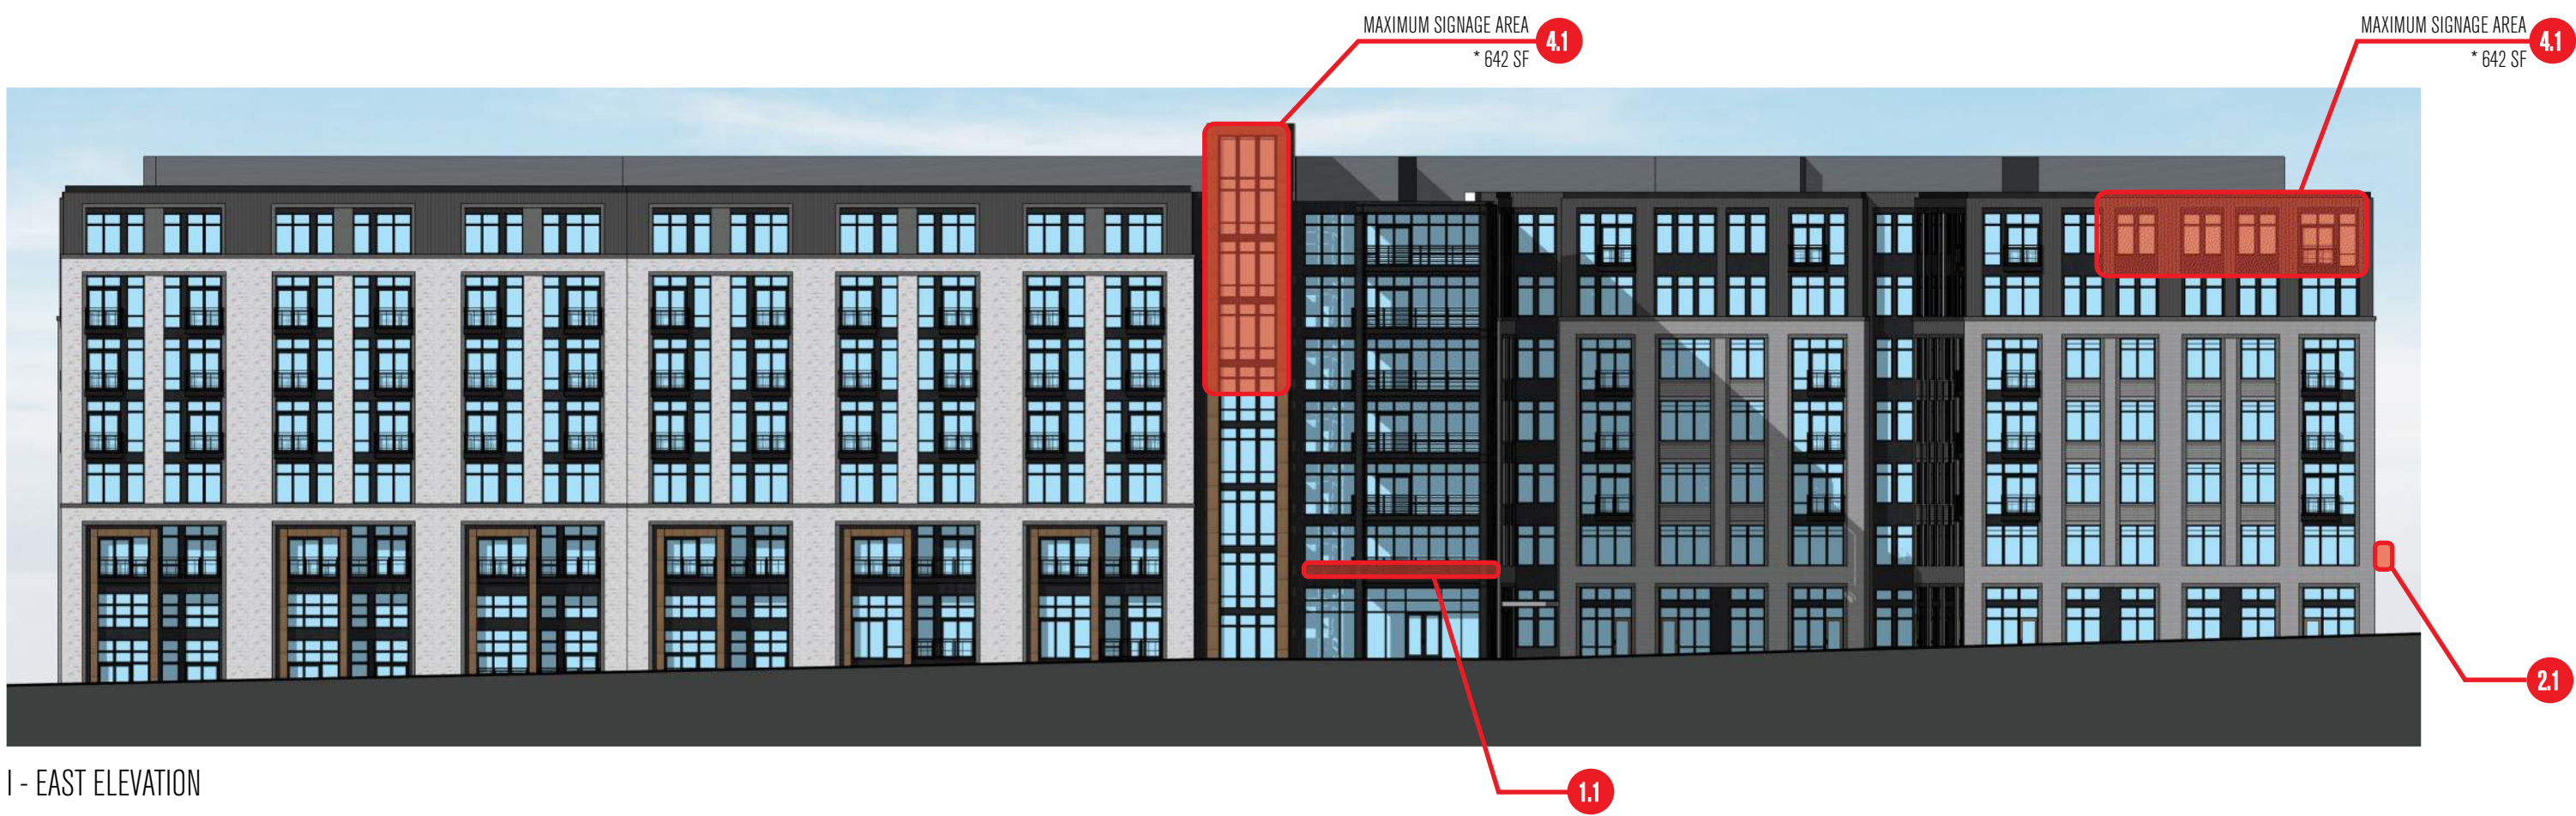 MAXIMUM SIGNAGE AREA
* 642 SF
4.1
MAXIMUM SIGNAGE AREA
* 642 SF
4.1
2.1
1.1
I - EAST ELEVATION